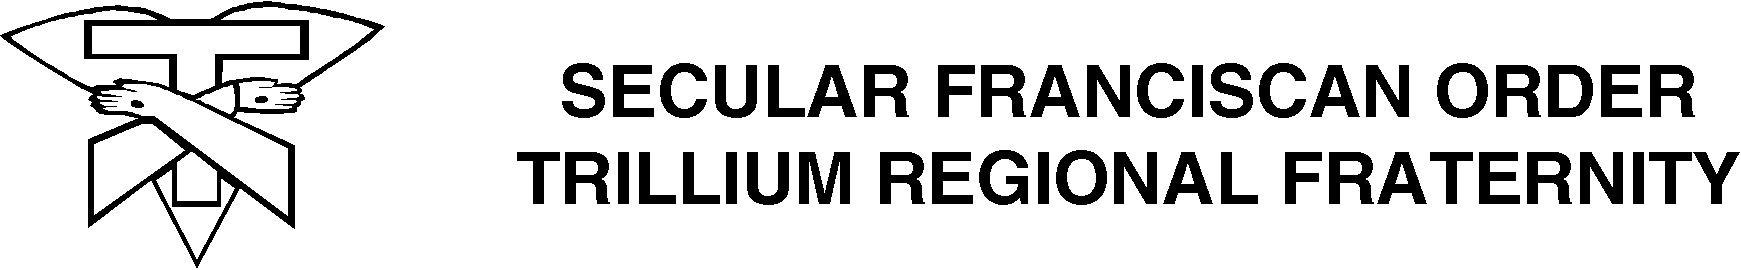 SECULAR FRANCISCAN ORDER
TRILLIUM REGIONAL FRATERNITY